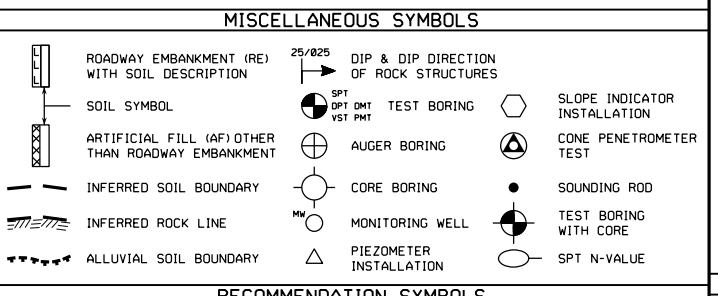 MISCELLANEOUS SYMBOLS
ROADWAY EMBANKMENT (RE)
WITH SOIL DESCRIPTION
SOIL SYMBOL
ARTIFICIAL FILL (AF) OTHER
THAN ROADWAY EMBANKMENT
INFERRED SOIL BOUNDARY
INFERRED ROCK LINE
ALLUVIAL SOIL BOUNDARY
25/025
DIP & DIP DIRECTION
OF ROCK STRUCTURES
SPT
DPT DMT
VST PMT
TEST BORING
AUGER BORING
CORE BORING
MW
MONITORING WELL
PIEZOMETER
INSTALLATION
SLOPE INDICATOR
INSTALLATION
CONE PENETROMETER
TEST
SOUNDING ROD
TEST BORING
WITH CORE
SPT N-VALUE
RECOMMENDATION SYMBOLS